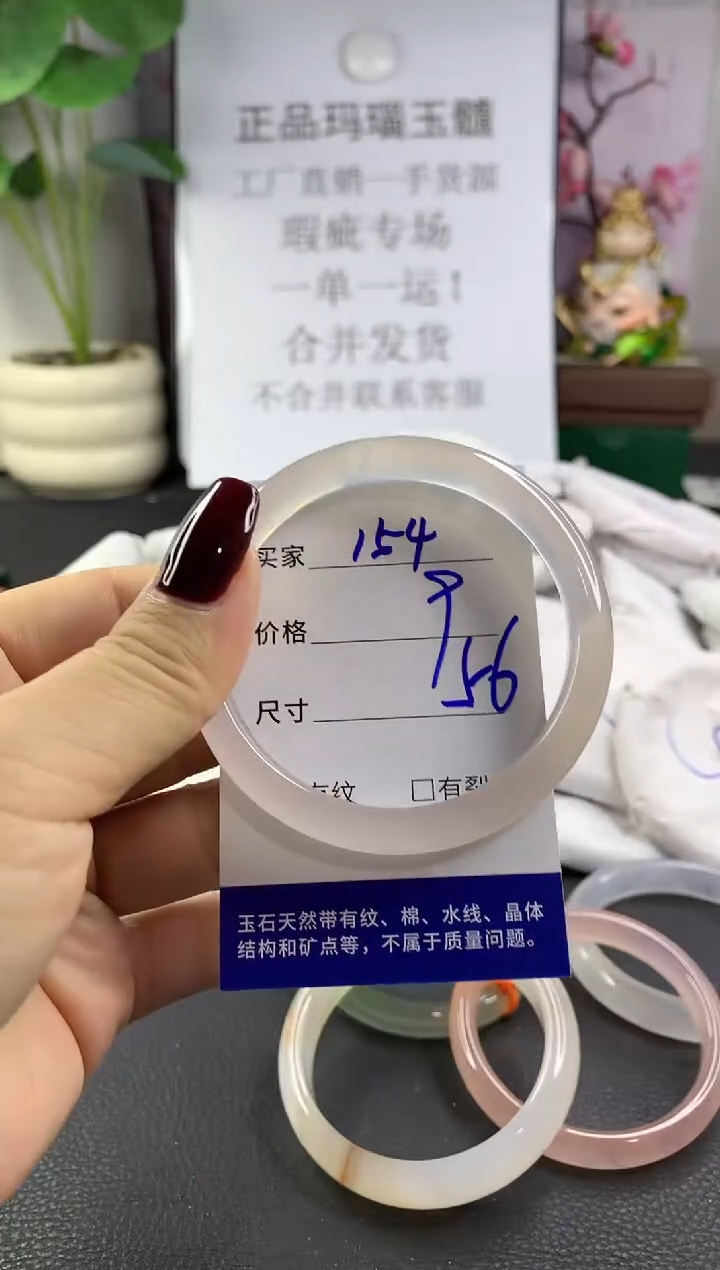 正品玛瑙玉髓
工厂直销一手货源
瑕疵专场
一单一运！
合并发货
不合并联系客服
买家 154
价格 9
尺寸 56
有纹 □有裂
玉石天然带有纹、棉、水线、晶体
结构和矿点等，不属于质量问题。